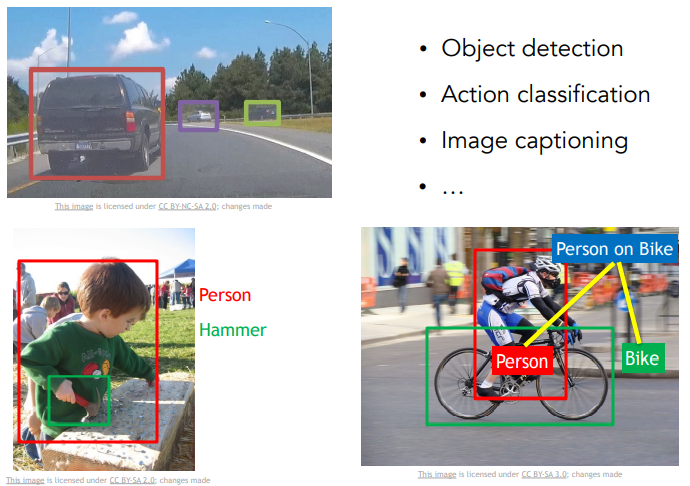 • Object detection
• Action classification
• Image captioning
• ...
This image is licensed under CC BY-NC-SA 2.0; changes made
Person
Hammer
This image is licensed under CC BY-SA 2.0; changes made
Person on Bike
Person
Bike
This image is licensed under CC BY-SA 3.0; changes made